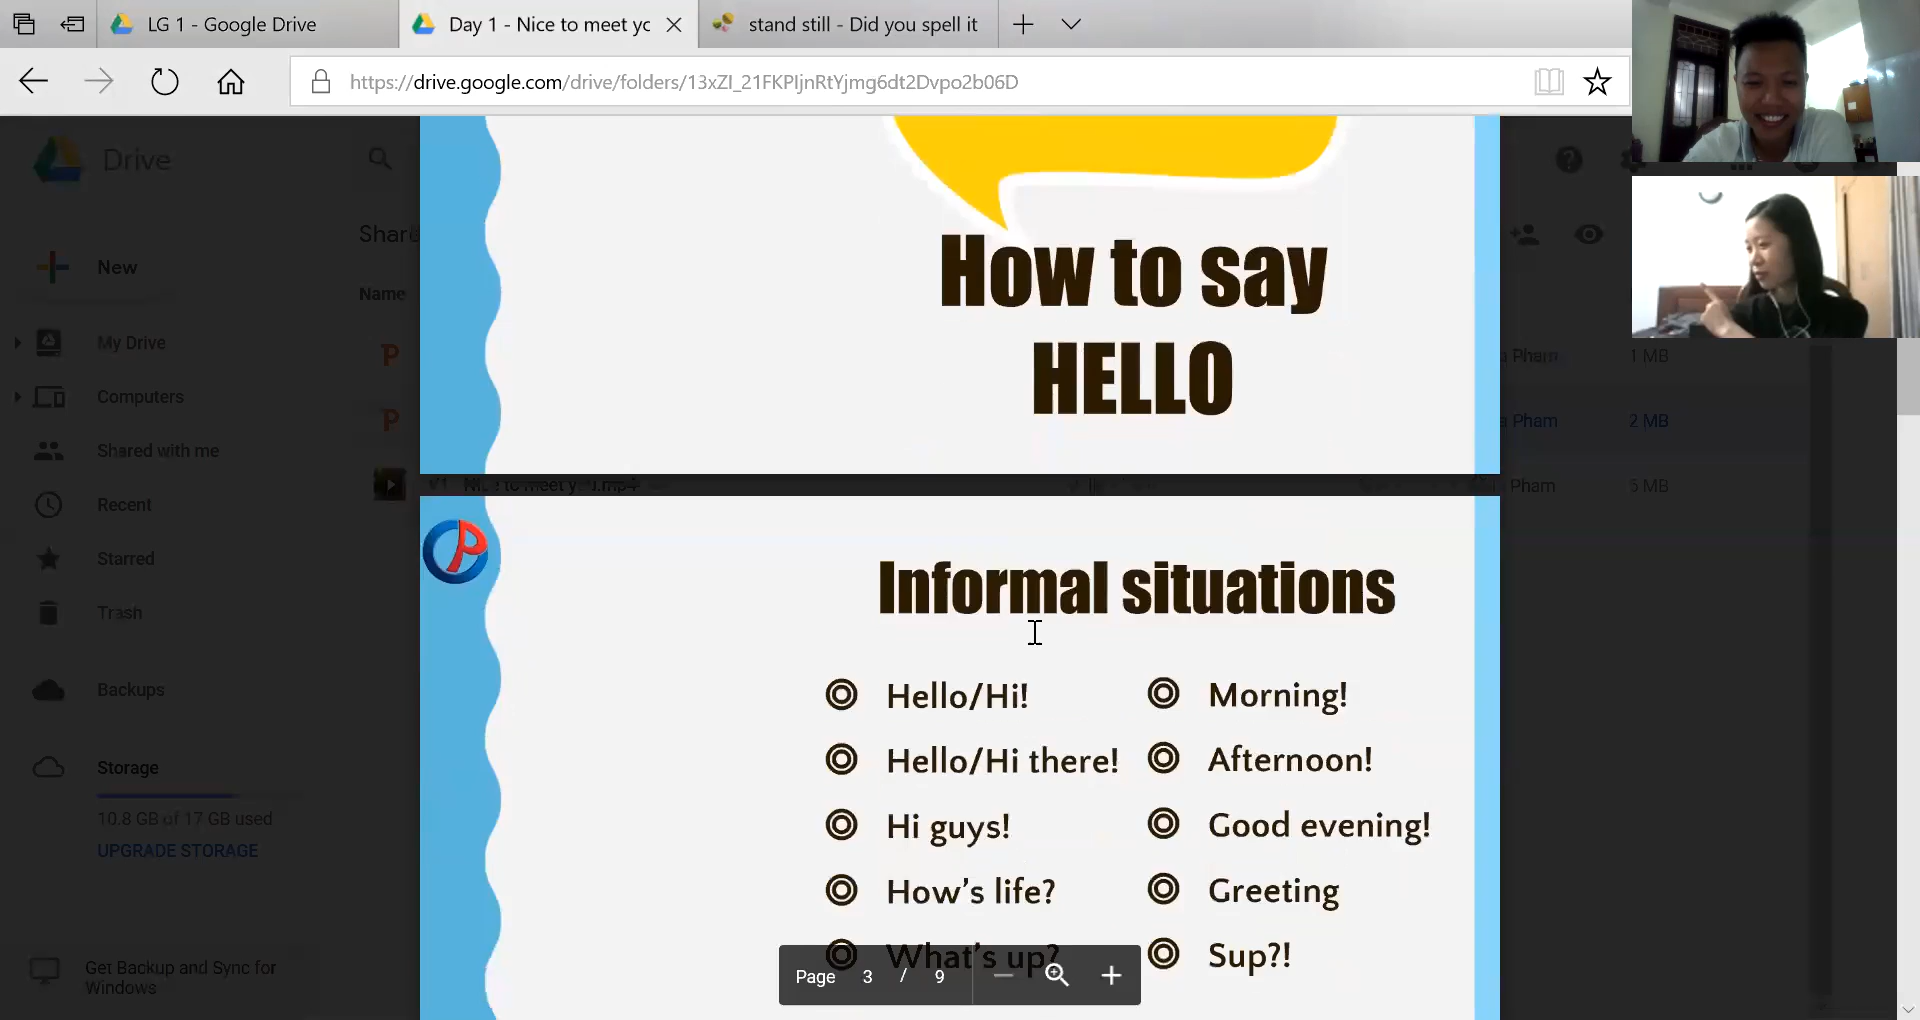 LG 1 - Google Drive
Day 1 - Nice to meet yo
stand still - Did you spell it
https://drive.google.com/drive/folders/13xZI_21FKPIjnRtYjmg6dt2Dvpo2b06D
Drive
Share
New
Name
My Drive
Computers
Shared with me
Recent
Starred
Trash
Backups
Storage
10.8 GB of 17 GB used
UPGRADE STORAGE
Get Backup and Sync for
Windows
How to say
HELLO
Pham 1 MB
Pham 2 MB
Pham 5 MB
Informal situations
Hello/Hi!
Hello/Hi there!
Hi guys!
How's life?
What's up?
Morning!
Afternoon!
Good evening!
Greeting
Sup?!
Page 3 / 9